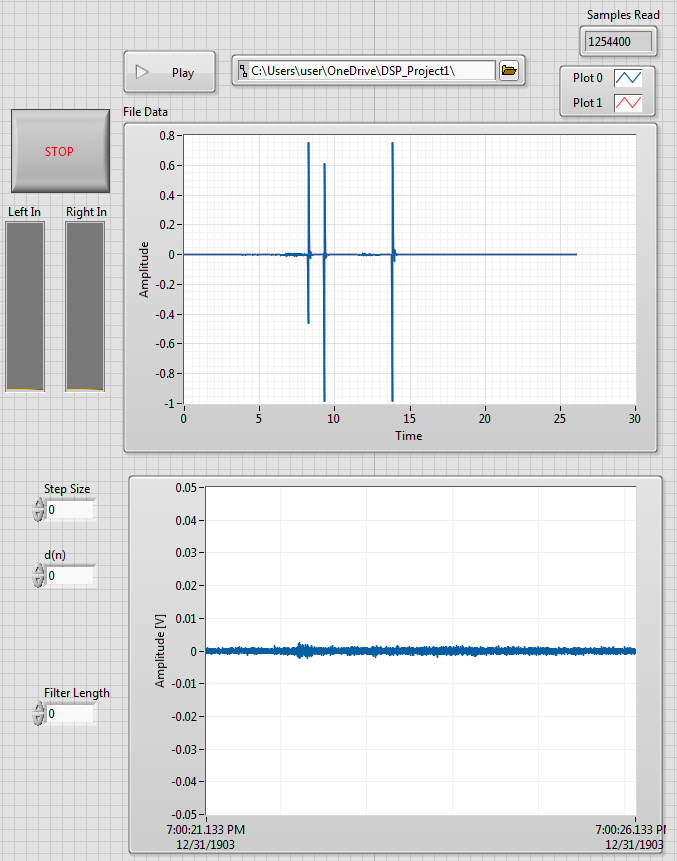 Samples Read
1254400
Play
C:\Users\user\OneDrive\DSP_Project1\
Plot 0
Plot 1
File Data
STOP
Left In
Right In
Amplitude
0.8
0.6
0.4
0.2
0
-0.2
-0.4
-0.6
-0.8
-1
0 5 10 15 20 25 30
Time
Step Size
0
d(n)
0
Filter Length
0
Amplitude [V]
0.05
0.04
0.03
0.02
0.01
0
-0.01
-0.02
-0.03
-0.04
-0.05
7:00:21.133 PM
12/31/1903
7:00:26.133 P
12/31/1903